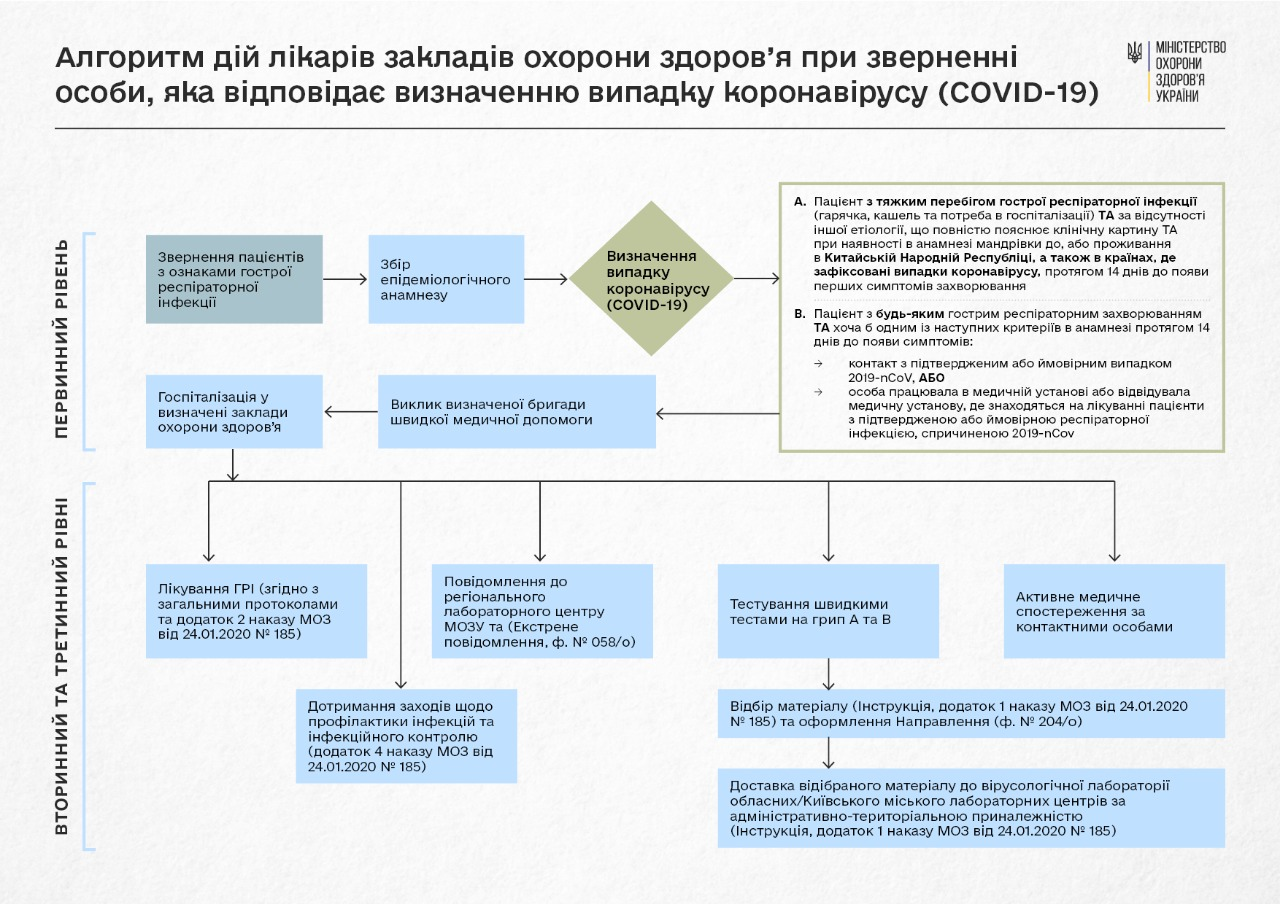 Алгоритм дій лікарів закладів охорони здоров’я при зверненні
особи, яка відповідає визначенню випадку коронавірусу (COVID-19)
МІНІСТЕРСТВО
ОХОРОНИ
ЗДОРОВ'Я
УКРАЇНИ
ПЕРВИННИЙ РІВЕНЬ
Звернення пацієнтів
з ознаками гострої
респіраторної
інфекції
Збір
епідеміологічного
анамнезу
Визначення
випадку
коронавірусу
(COVID-19)
A. Пацієнт з тяжким перебігом гострої респіраторної інфекції
(гарячка, кашель та потреба в госпіталізації) ТА за відсутності
іншої етіології, що повністю пояснює клінічну картину ТА
при наявності в анамнезі мандрівки до, або проживання
в Китайській Народній Республіці, а також в країнах, де
зафіксовані випадки коронавірусу, протягом 14 днів до появи
перших симптомів захворювання
B. Пацієнт з будь-яким гострим респіраторним захворюванням
ТА хоча б одним із наступних критеріїв в анамнезі протягом 14
днів до появи симптомів:
→ контакт з підтвердженим або ймовірним випадком
2019-nCoV, АБО
→ особа працювала в медичній установі або відвідувала
медичну установу, де знаходяться на лікуванні пацієнти
з підтвердженою або ймовірною респіраторної
інфекцією, спричиненою 2019-nCov
Госпіталізація у
визначені заклади
охорони здоров’я
Виклик визначеної бригади
швидкої медичної допомоги
ВТОРИННИЙ ТА ТРЕТИННИЙ РІВНІ
Лікування ГРІ (згідно з
загальними протоколами
та додаток 2 наказу МОЗ
від 24.01.2020 № 185)
Повідомлення до
регіонального
лабораторного центру
МОЗУ та (Екстрене
повідомлення, ф. № 058/о)
Тестування швидкими
тестами на грип А та В
Активне медичне
спостереження за
контактними особами
Дотримання заходів щодо
профілактики інфекцій та
інфекційного контролю
(додаток 4 наказу МОЗ від
24.01.2020 № 185)
Відбір матеріалу (Інструкція, додаток 1 наказу МОЗ від 24.01.2020
№ 185) та оформлення Направлення (ф. № 204/о)
Доставка відібраного матеріалу до вірусологічної лабораторії
обласних/Київського міського лабораторних центрів за
адміністративно-територіальною приналежністю
(Інструкція, додаток 1 наказу МОЗ від 24.01.2020 № 185)